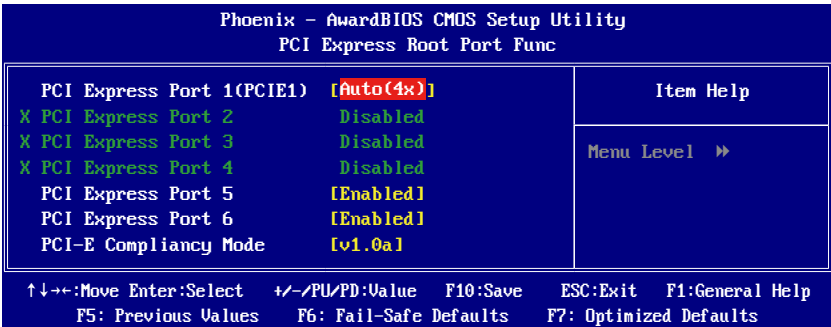 Phoenix - AwardBIOS CMOS Setup Utility
PCI Express Root Port Func
PCI Express Port 1(PCIE1) [Auto(4x)] Item Help
X PCI Express Port 2 Disabled
X PCI Express Port 3 Disabled
Menu Level ▸▸
X PCI Express Port 4 Disabled
PCI Express Port 5 [Enabled]
PCI Express Port 6 [Enabled]
PCI-E Compliancy Mode [v1.0a]
↑↓→←:Move Enter:Select +/-/PU/PD:Value F10:Save ESC:Exit F1:General Help
F5: Previous Values F6: Fail-Safe Defaults F7: Optimized Defaults